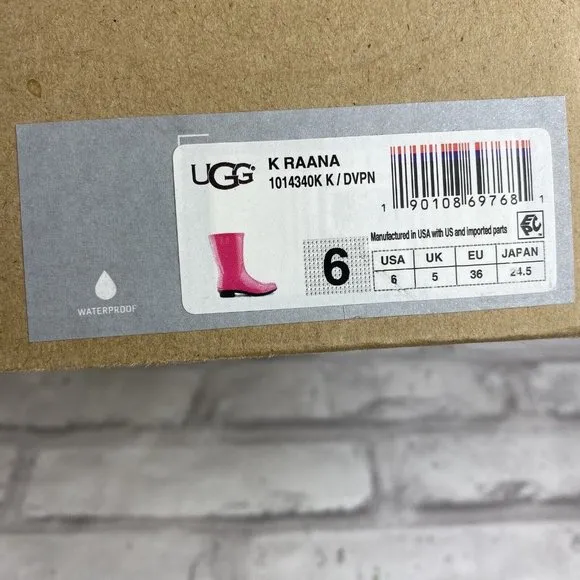 UGG®
K RAANA
1014340K K / DVPN
1 90108 69768 1
Manufactured in USA with US and imported parts
6
USA UK EU JAPAN
6 5 36 24.5
WATERPROOF